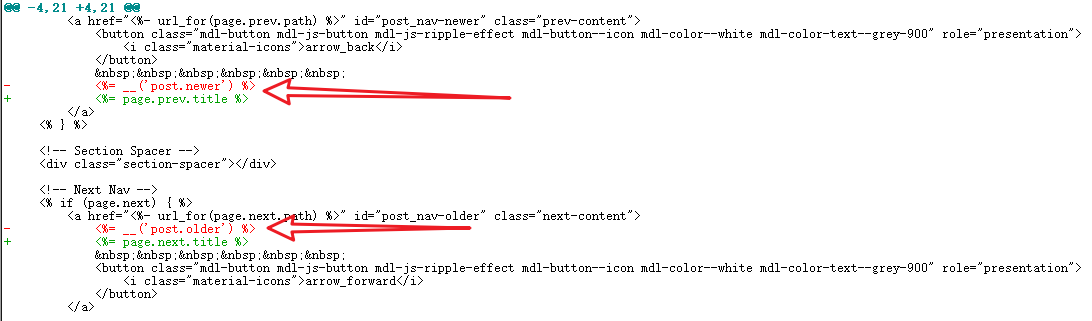 @@ -4,21 +4,21 @@
<a href="<%- url_for(page.prev.path) %>" id="post_nav-newer" class="prev-content">
<button class="mdl-button mdl-js-button mdl-js-ripple-effect mdl-button--icon mdl-color--white mdl-color-text--grey-900" role="presentation">
<i class="material-icons">arrow_back</i>
</button>
&nbsp;&nbsp;&nbsp;&nbsp;&nbsp;&nbsp;
- <%= __('post.newer') %>
+ <%= page.prev.title %>
</a>
<% } %>
<!-- Section Spacer -->
<div class="section-spacer"></div>
<!-- Next Nav -->
<% if (page.next) { %>
<a href="<%- url_for(page.next.path) %>" id="post_nav-older" class="next-content">
- <%= __('post.older') %>
+ <%= page.next.title %>
&nbsp;&nbsp;&nbsp;&nbsp;&nbsp;&nbsp;
<button class="mdl-button mdl-js-button mdl-js-ripple-effect mdl-button--icon mdl-color--white mdl-color-text--grey-900" role="presentation">
<i class="material-icons">arrow_forward</i>
</button>
</a>